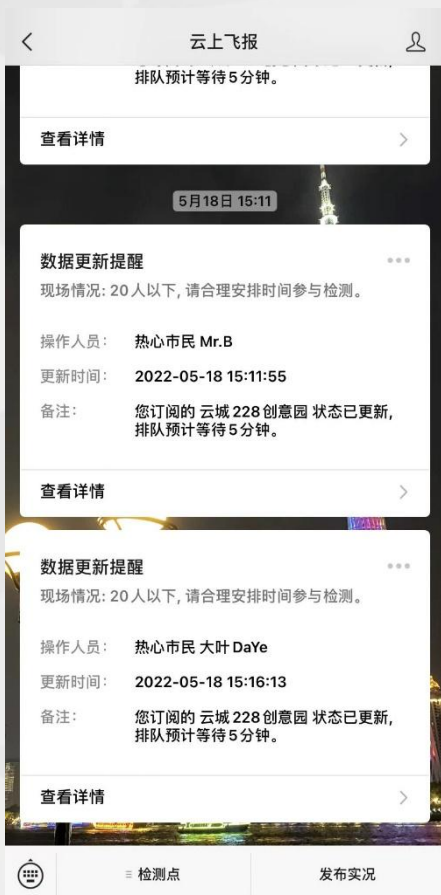 云上飞报
排队预计等待5分钟。
查看详情
5月18日 15:11
数据更新提醒
现场情况: 20人以下, 请合理安排时间参与检测。
操作人员: 热心市民 Mr.B
更新时间: 2022-05-18 15:11:55
备注: 您订阅的 云城228创意园 状态已更新,
排队预计等待5分钟。
查看详情
数据更新提醒
现场情况: 20人以下, 请合理安排时间参与检测。
操作人员: 热心市民 大叶 DaYe
更新时间: 2022-05-18 15:16:13
备注: 您订阅的 云城228创意园 状态已更新,
排队预计等待5分钟。
查看详情
检测点
发布实况